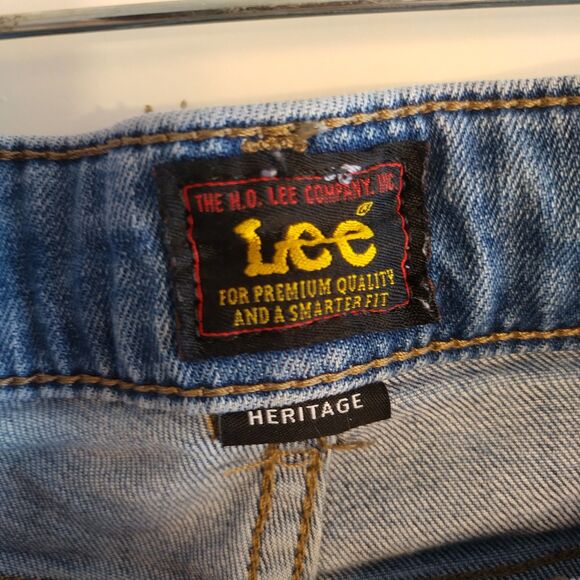 THE H.D. LEE COMPANY, INC.
Lee®
FOR PREMIUM QUALITY
AND A SMARTER FIT
HERITAGE